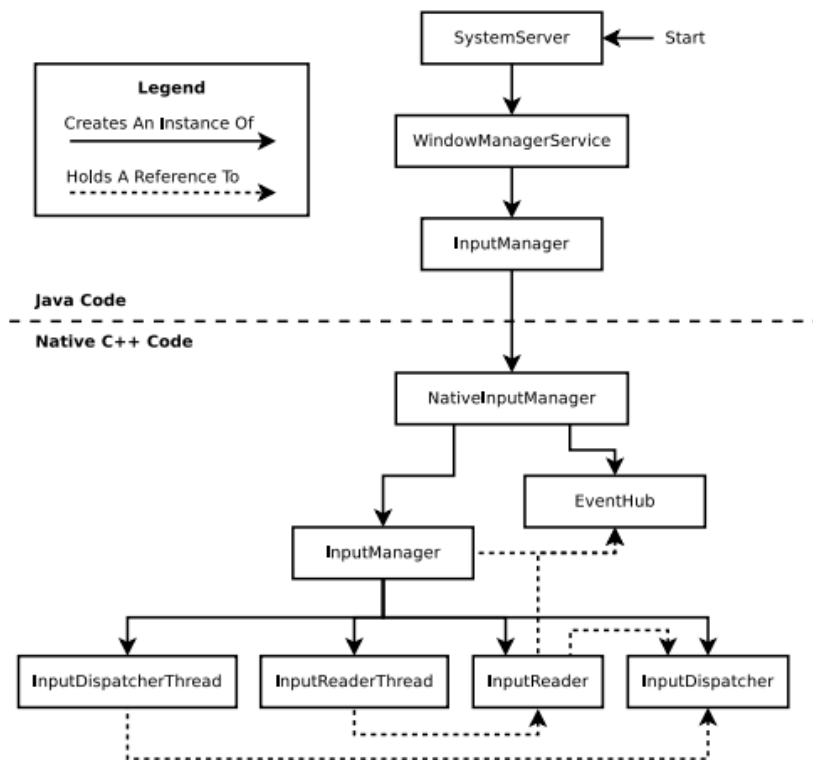 SystemServer
Start
Legend
Creates An Instance Of
Holds A Reference To
WindowManagerService
InputManager
Java Code
Native C++ Code
NativeInputManager
EventHub
InputManager
InputDispatcherThread
InputReaderThread
InputReader
InputDispatcher